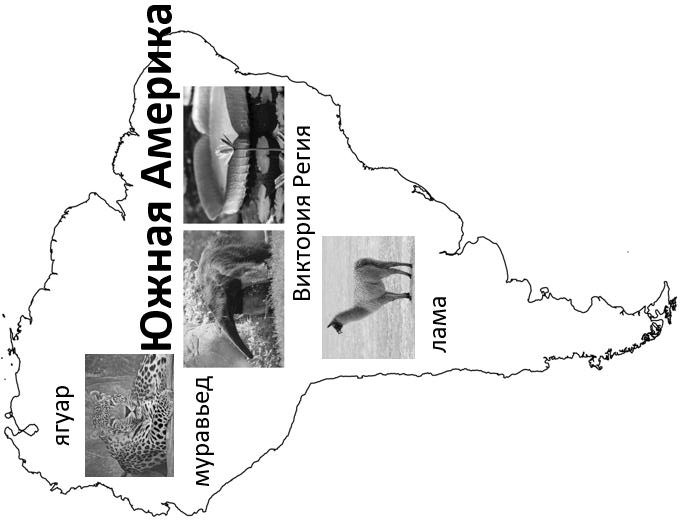 Южная Америка
ягуар
муравьед
Виктория Регия
лама